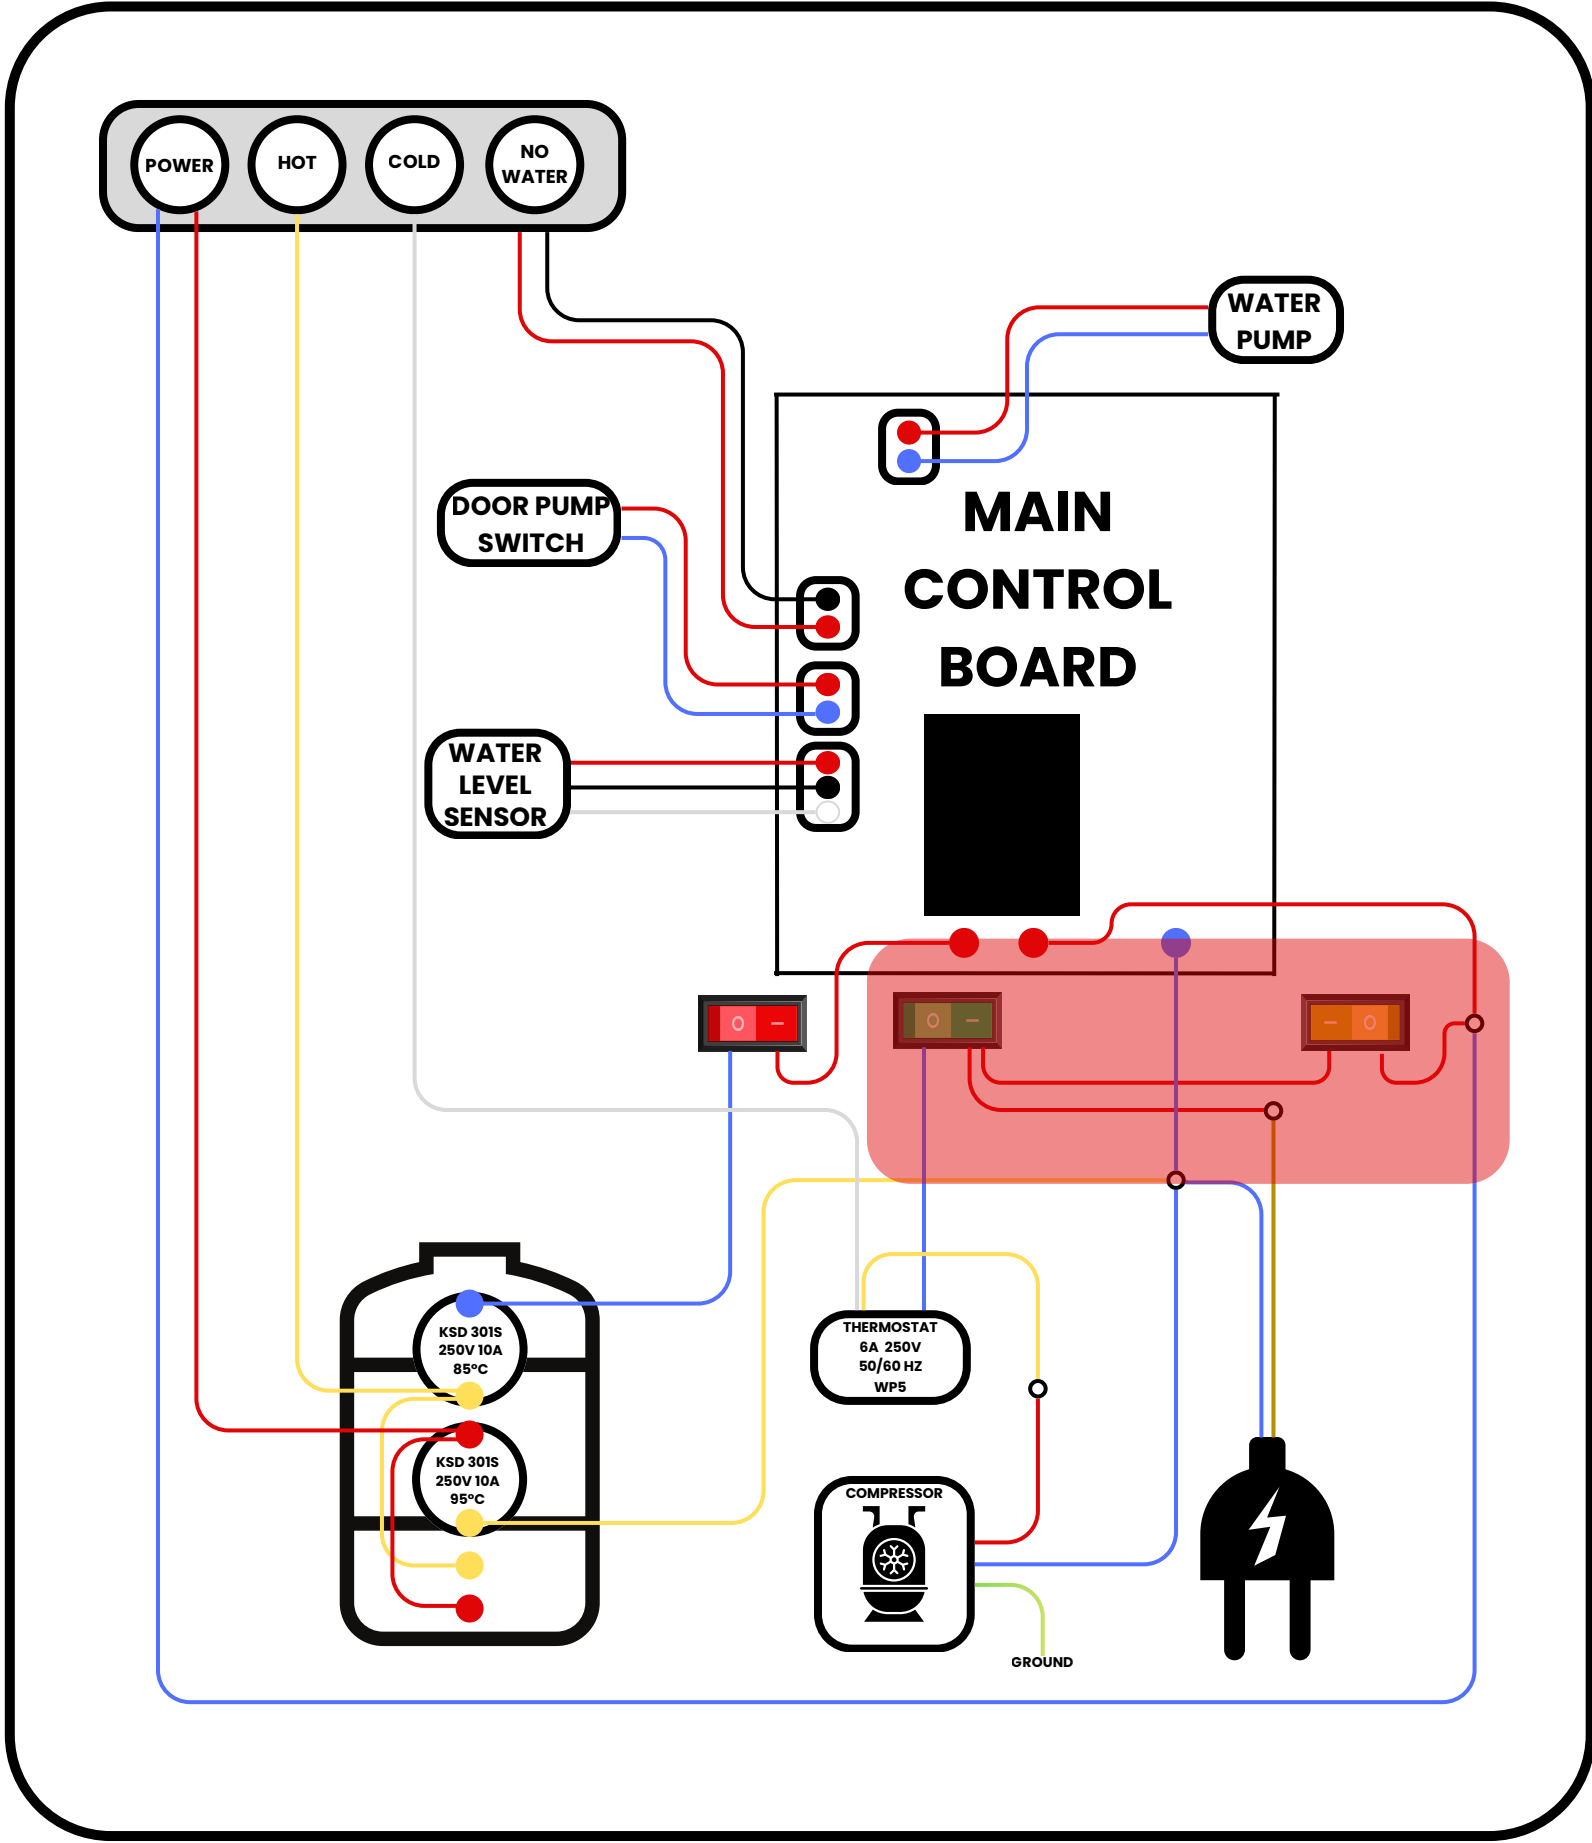 POWER
HOT
COLD
NO
WATER
WATER
PUMP
MAIN
CONTROL
BOARD
DOOR PUMP
SWITCH
WATER
LEVEL
SENSOR
O –
O –
– O
KSD 301S
250V 10A
85°C
KSD 301S
250V 10A
95°C
THERMOSTAT
6A 250V
50/60 HZ
WP5
COMPRESSOR
GROUND